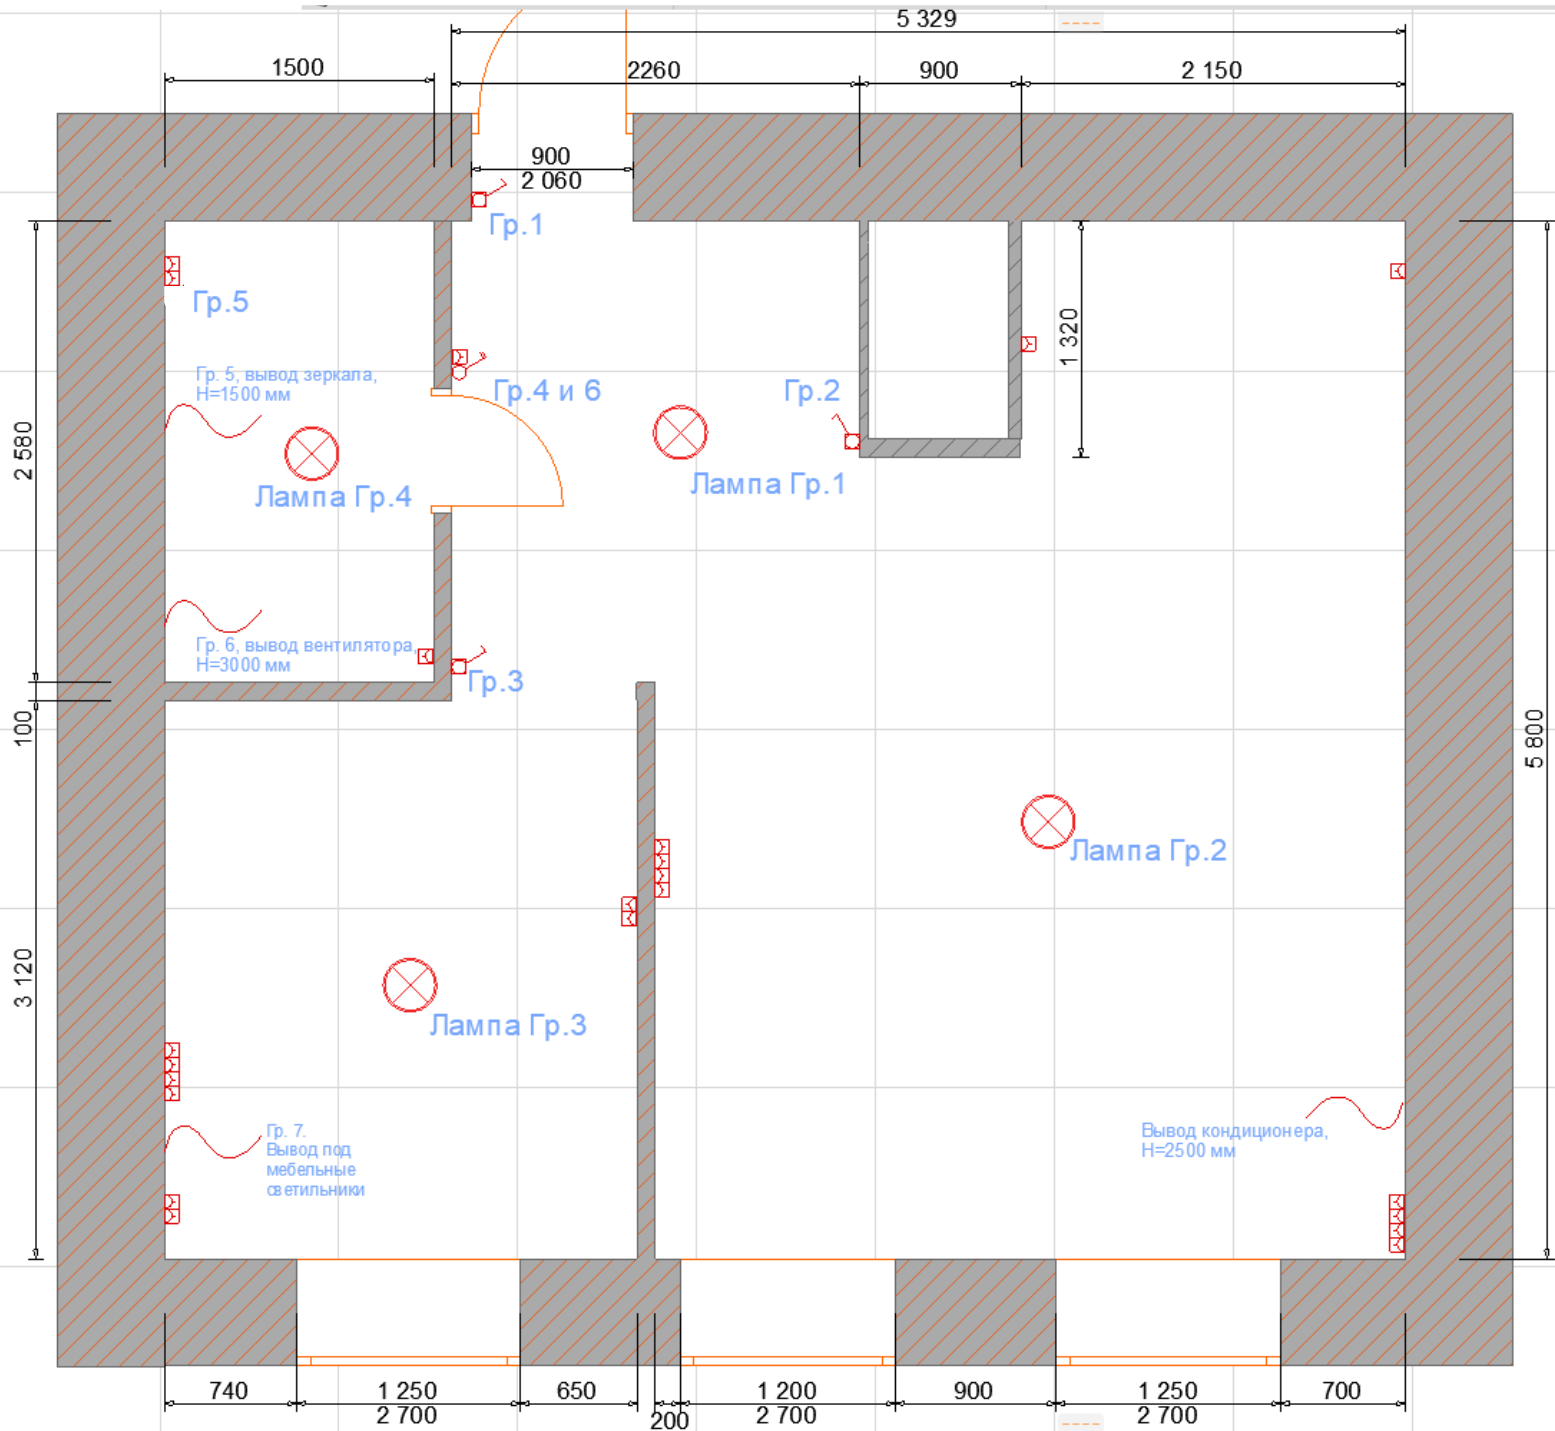 5 329
1500
2260
900
2 150
900
2 060
Гр.1
Гр.5
1 320
Гр. 5, вывод зеркала,
Н=1500 мм
Гр.4 и 6
Гр.2
2 580
Лампа Гр.4
Лампа Гр.1
Гр. 6, вывод вентилятора,
Н=3000 мм
Гр.3
100
5 800
Лампа Гр.2
3 120
Лампа Гр.3
Гр. 7.
Вывод под
мебельные
светильники
Вывод кондиционера,
Н=2500 мм
740
1 250
2 700
650
200
1 200
2 700
900
1 250
2 700
700